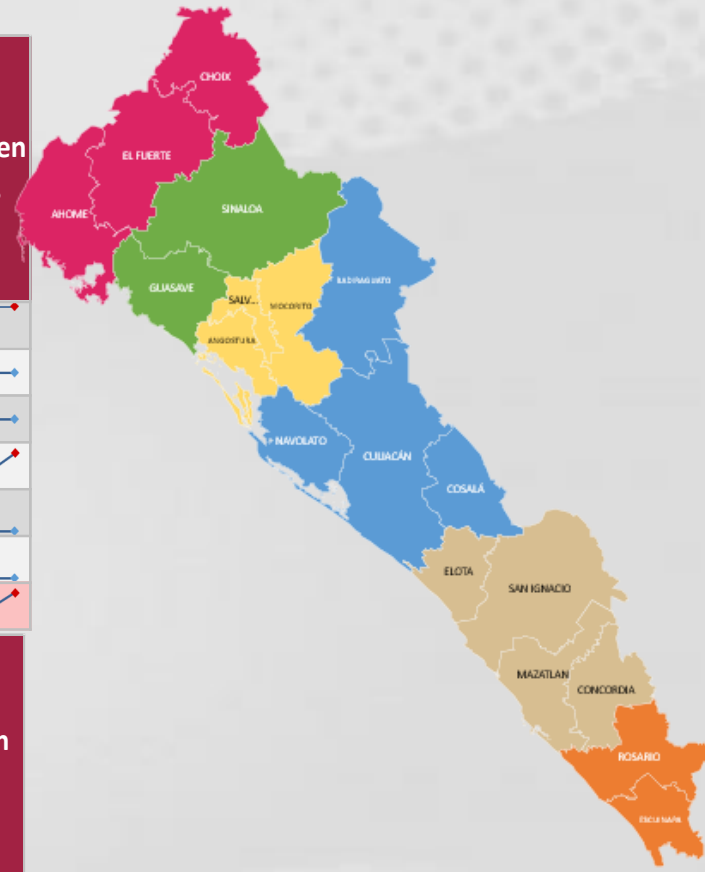 CHOIX
en
EL FUERTE
AHOME
SINALOA
GUASAVE
BADIRAGUATO
SALV...
MOCORITO
ANGOSTURA
NAVOLATO
CULIACÁN
COSALÁ
ELOTA
SAN IGNACIO
MAZATLAN
CONCORDIA
ROSARIO
ESCUINAPA